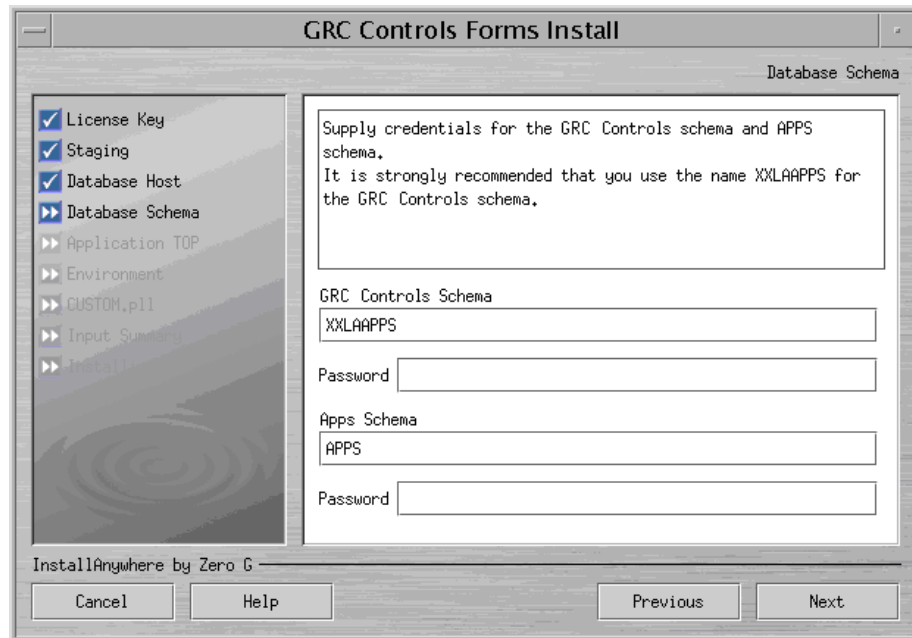 GRC Controls Forms Install
Database Schema
License Key
Staging
Database Host
Database Schema
Application TOP
Environment
CUSTOM.pll
Input Summary
Supply credentials for the GRC Controls schema and APPS
schema.
It is strongly recommended that you use the name XXLAAPPS for
the GRC Controls schema.
GRC Controls Schema
XXLAAPPS
Password
Apps Schema
APPS
Password
InstallAnywhere by Zero G
Cancel
Help
Previous
Next